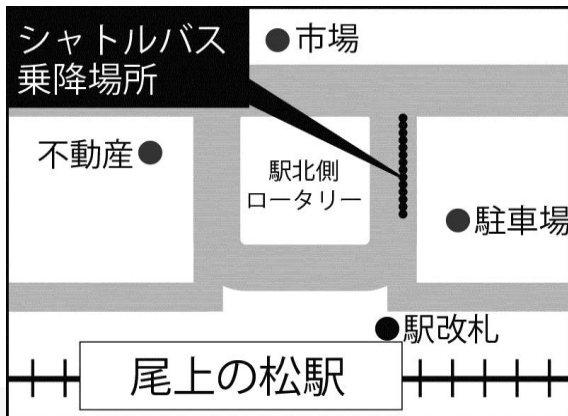 シャトルバス
乗降場所
市場
不動産
駅北側
ロータリー
駐車場
駅改札
尾上の松駅